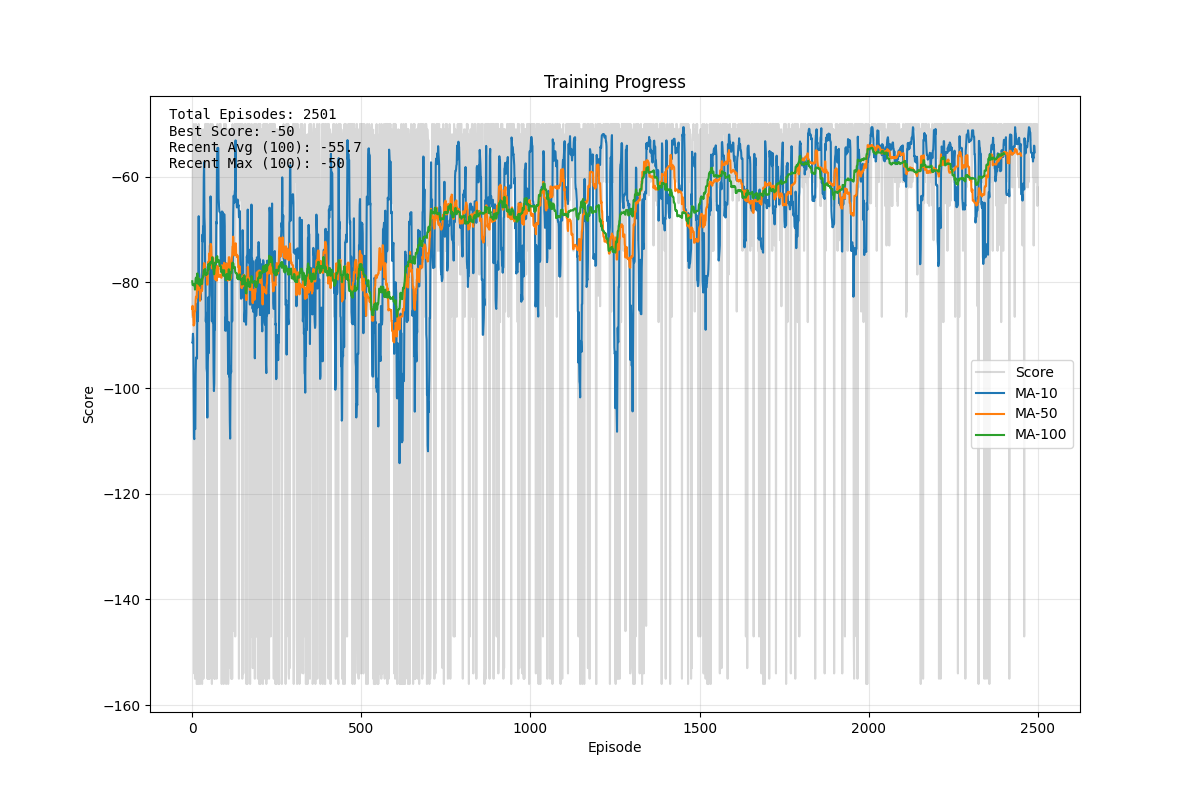 Training Progress
Total Episodes: 2501
Best Score: -50
Recent Avg (100): -55.7
Recent Max (100): -50
Score
−60
−80
−100
−120
−140
−160
0
500
1000
1500
2000
2500
Episode
Score
MA-10
MA-50
MA-100